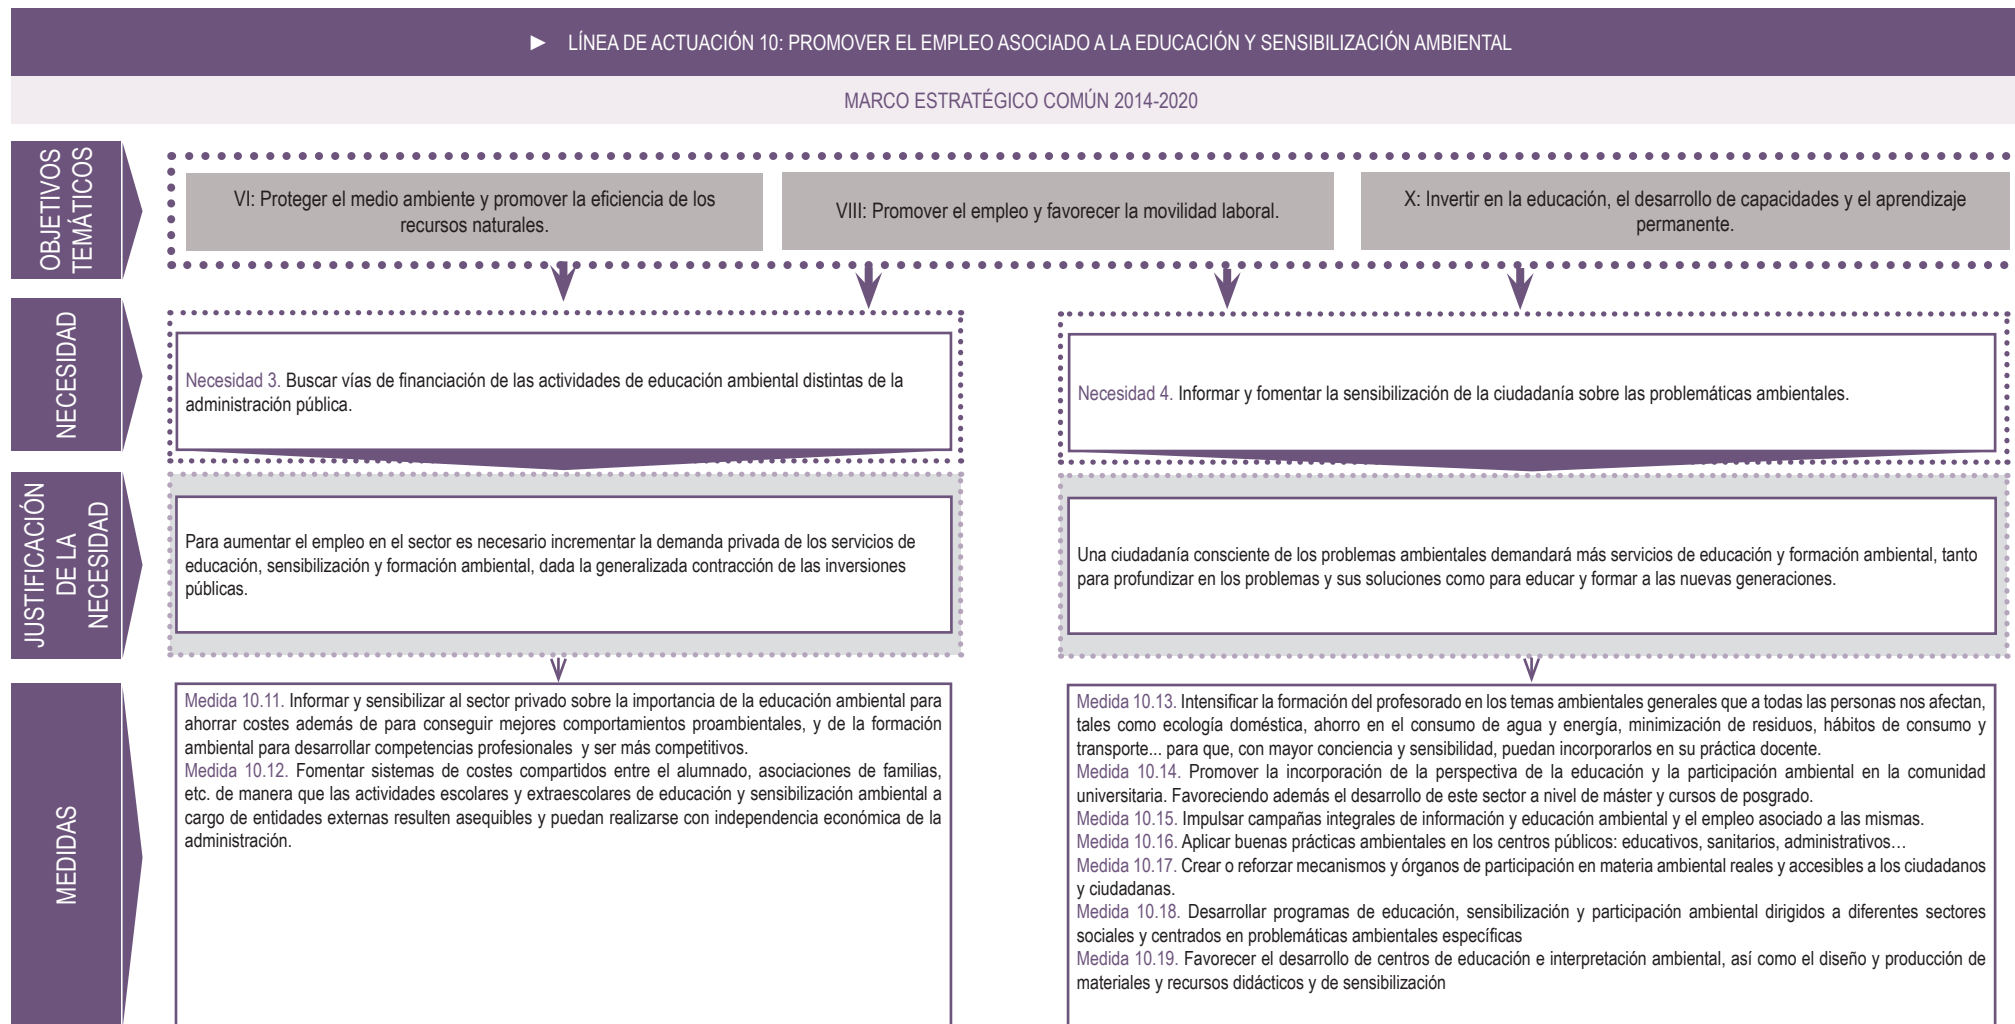 ► LÍNEA DE ACTUACIÓN 10: PROMOVER EL EMPLEO ASOCIADO A LA EDUCACIÓN Y SENSIBILIZACIÓN AMBIENTAL
MARCO ESTRATÉGICO COMÚN 2014-2020
OBJETIVOS
TEMÁTICOS
VI: Proteger el medio ambiente y promover la eficiencia de los
recursos naturales.
VIII: Promover el empleo y favorecer la movilidad laboral.
X: Invertir en la educación, el desarrollo de capacidades y el aprendizaje
permanente.
NECESIDAD
Necesidad 3. Buscar vías de financiación de las actividades de educación ambiental distintas de la
administración pública.
Necesidad 4. Informar y fomentar la sensibilización de la ciudadanía sobre las problemáticas ambientales.
JUSTIFICACIÓN
DE LA
NECESIDAD
Para aumentar el empleo en el sector es necesario incrementar la demanda privada de los servicios de
educación, sensibilización y formación ambiental, dada la generalizada contracción de las inversiones
públicas.
Una ciudadanía consciente de los problemas ambientales demandará más servicios de educación y formación ambiental, tanto
para profundizar en los problemas y sus soluciones como para educar y formar a las nuevas generaciones.
MEDIDAS
Medida 10.11. Informar y sensibilizar al sector privado sobre la importancia de la educación ambiental para
ahorrar costes además de para conseguir mejores comportamientos proambientales, y de la formación
ambiental para desarrollar competencias profesionales y ser más competitivos.
Medida 10.12. Fomentar sistemas de costes compartidos entre el alumnado, asociaciones de familias,
etc. de manera que las actividades escolares y extraescolares de educación y sensibilización ambiental a
cargo de entidades externas resulten asequibles y puedan realizarse con independencia económica de la
administración.
Medida 10.13. Intensificar la formación del profesorado en los temas ambientales generales que a todas las personas nos afectan,
tales como ecología doméstica, ahorro en el consumo de agua y energía, minimización de residuos, hábitos de consumo y
transporte... para que, con mayor conciencia y sensibilidad, puedan incorporarlos en su práctica docente.
Medida 10.14. Promover la incorporación de la perspectiva de la educación y la participación ambiental en la comunidad
universitaria. Favoreciendo además el desarrollo de este sector a nivel de máster y cursos de posgrado.
Medida 10.15. Impulsar campañas integrales de información y educación ambiental y el empleo asociado a las mismas.
Medida 10.16. Aplicar buenas prácticas ambientales en los centros públicos: educativos, sanitarios, administrativos…
Medida 10.17. Crear o reforzar mecanismos y órganos de participación en materia ambiental reales y accesibles a los ciudadanos
y ciudadanas.
Medida 10.18. Desarrollar programas de educación, sensibilización y participación ambiental dirigidos a diferentes sectores
sociales y centrados en problemáticas ambientales específicas
Medida 10.19. Favorecer el desarrollo de centros de educación e interpretación ambiental, así como el diseño y producción de
materiales y recursos didácticos y de sensibilización